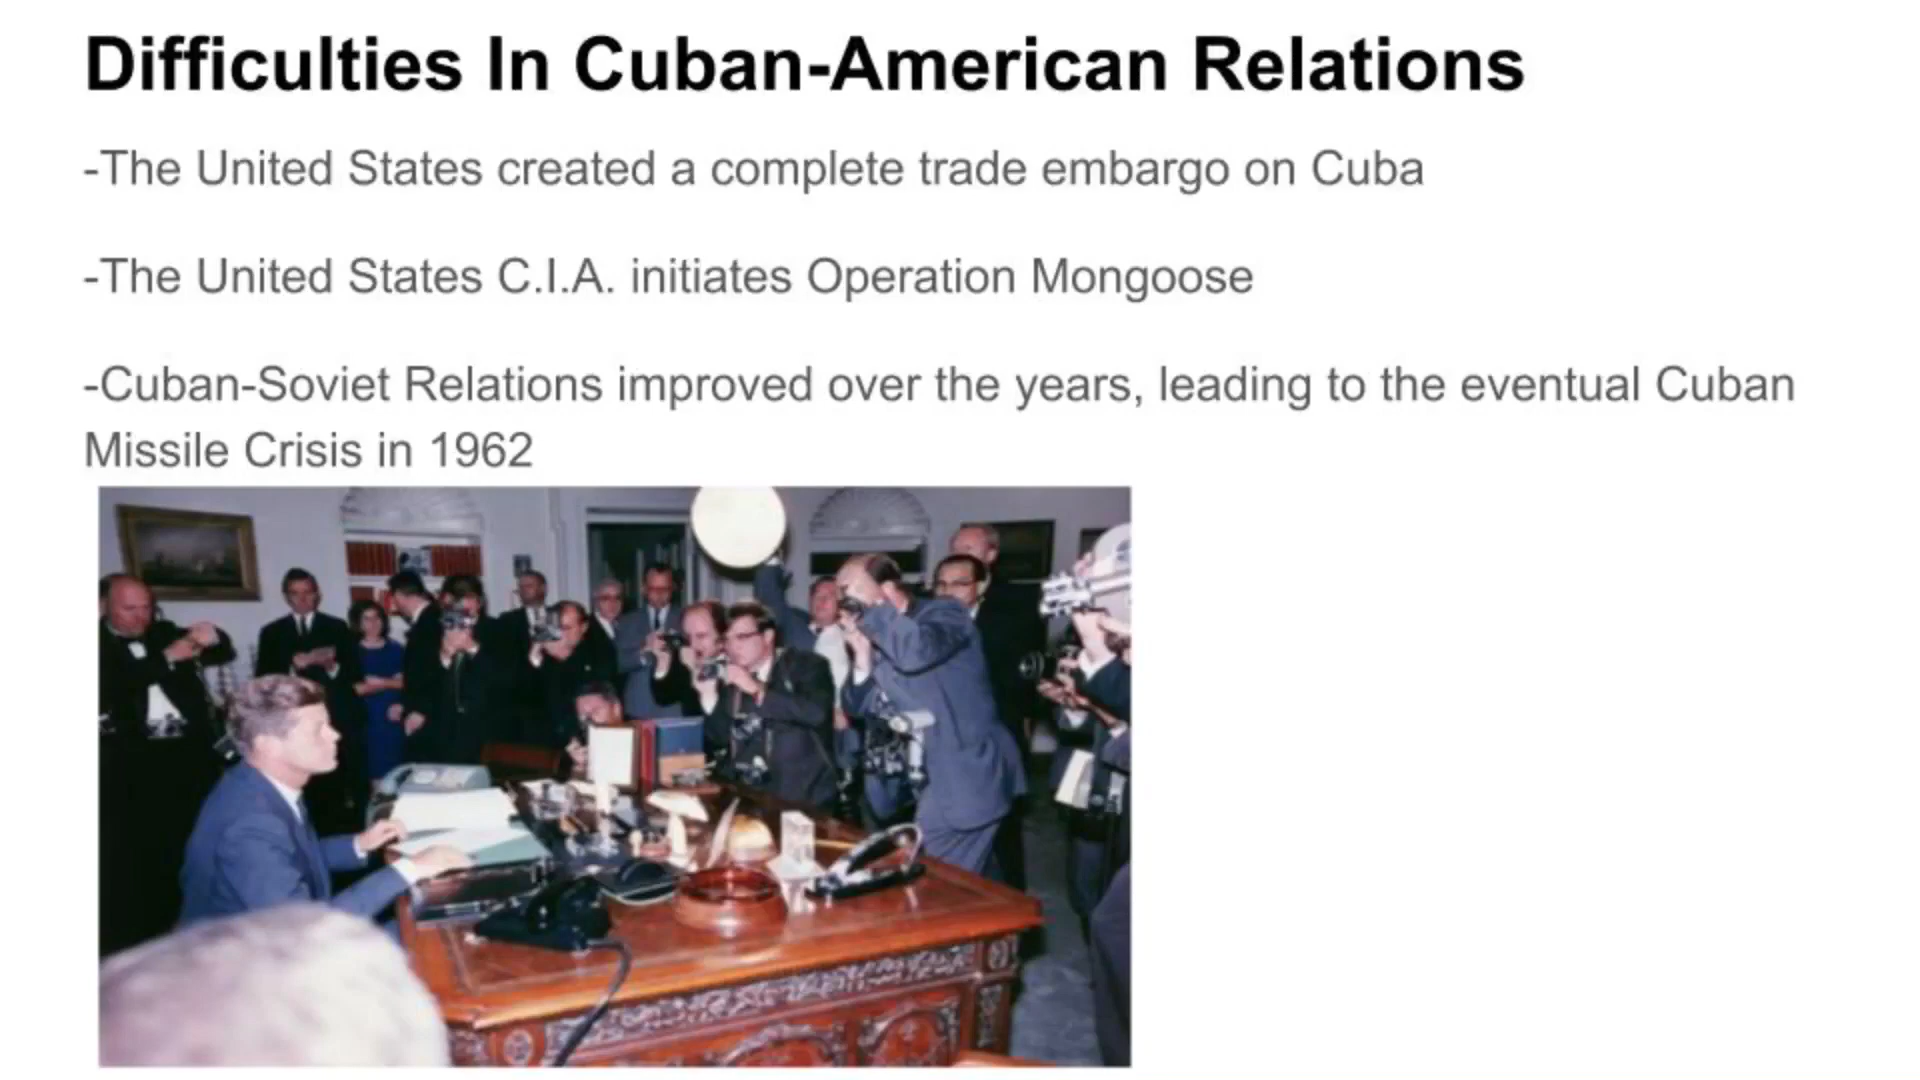 Difficulties In Cuban-American Relations
-The United States created a complete trade embargo on Cuba
-The United States C.I.A. initiates Operation Mongoose
-Cuban-Soviet Relations improved over the years, leading to the eventual Cuban
Missile Crisis in 1962